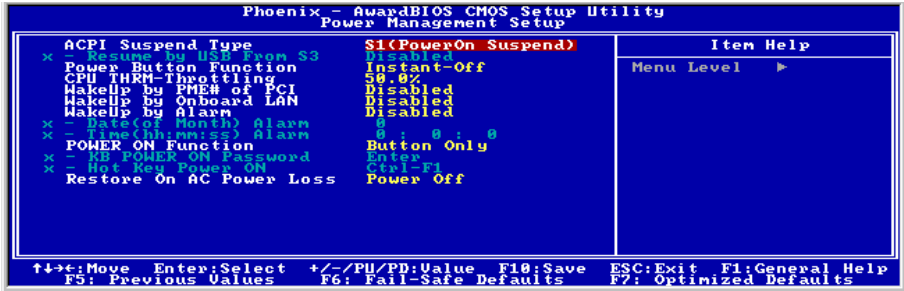 Phoenix - AwardBIOS CMOS Setup Utility
Power Management Setup
ACPI Suspend Type S1(PowerOn Suspend)
x - Resume by USB From S3 Disabled
Power Button Function Instant-Off
CPU THRM-Throttling 50.0%
WakeUp by PME# of PCI Disabled
WakeUp by Onboard LAN Disabled
WakeUp by Alarm Disabled
x - Date(of Month) Alarm 0
x - Time(hh:mm:ss) Alarm 0 : 0 : 0
POWER ON Function Button Only
x - KB POWER ON Password Enter
x - Hot Key Power ON Ctrl-F1
Restore On AC Power Loss Power Off
Item Help
Menu Level ►
↑↓→←:Move Enter:Select +/-/PU/PD:Value F10:Save ESC:Exit F1:General Help
F5: Previous Values F6: Fail-Safe Defaults F7: Optimized Defaults